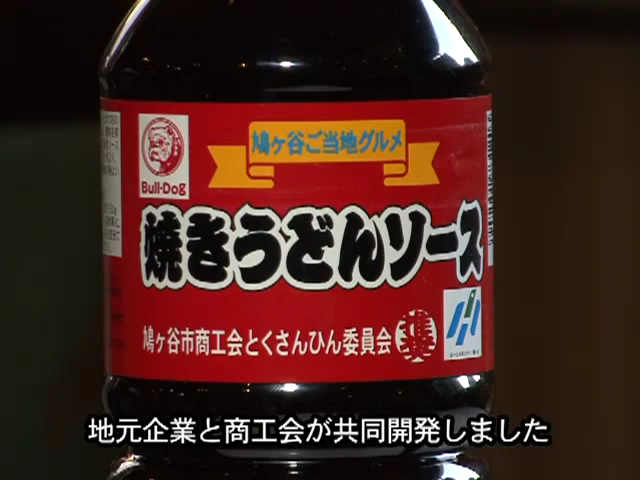 鳩ヶ谷ご当地グルメ
Bull-Dog
焼きうどんソース
鳩ヶ谷市商工会とくさんひん委員会
地元企業と商工会が共同開発しました